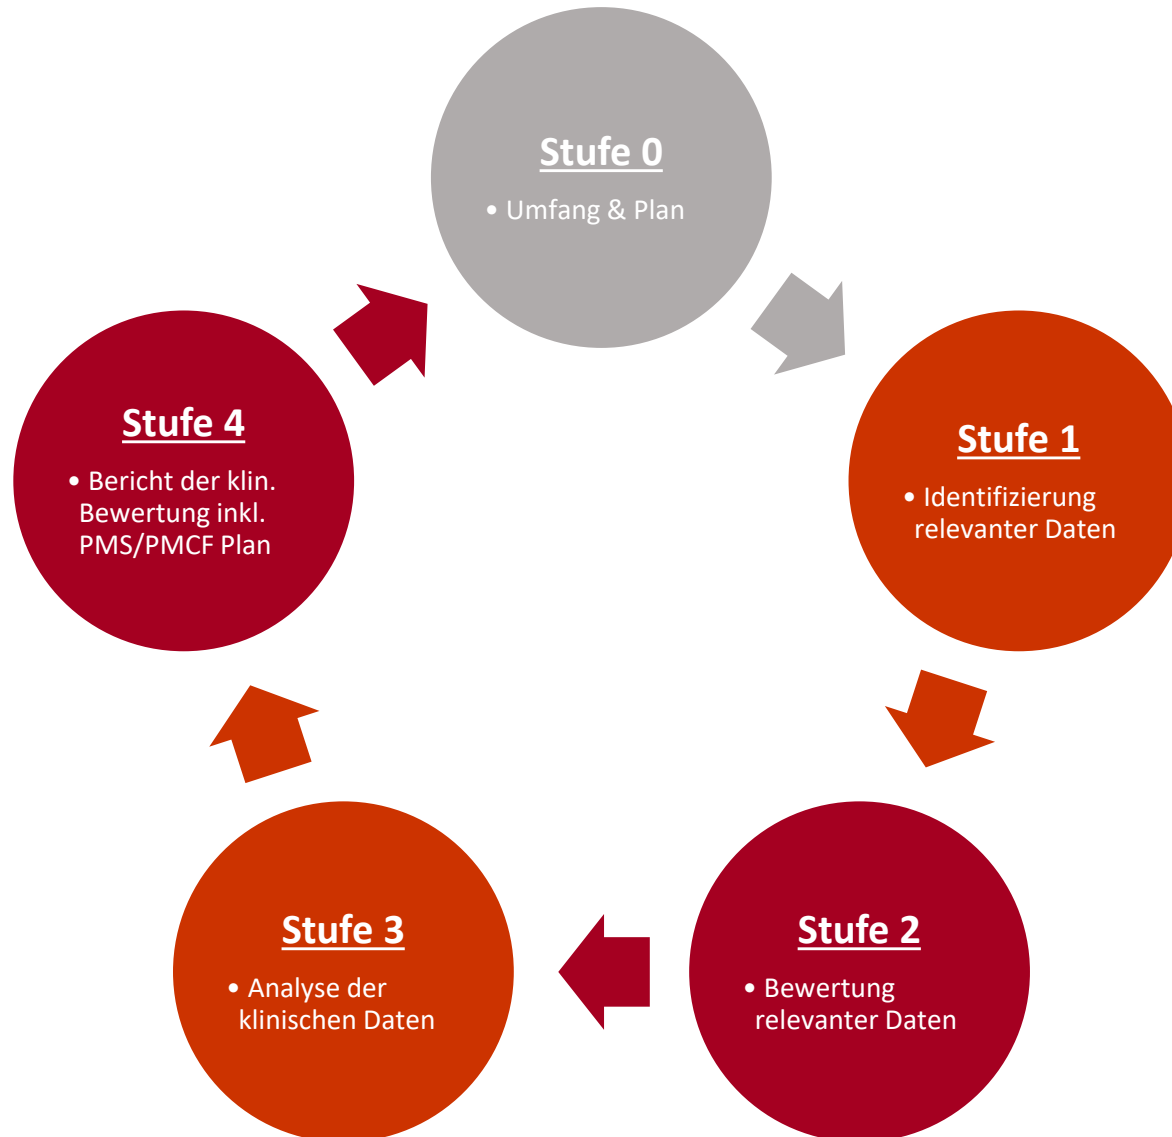 Stufe 0
• Umfang & Plan
Stufe 1
• Identifizierung
relevanter Daten
Stufe 2
• Bewertung
relevanter Daten
Stufe 3
• Analyse der
klinischen Daten
Stufe 4
• Bericht der klin.
Bewertung inkl.
PMS/PMCF Plan